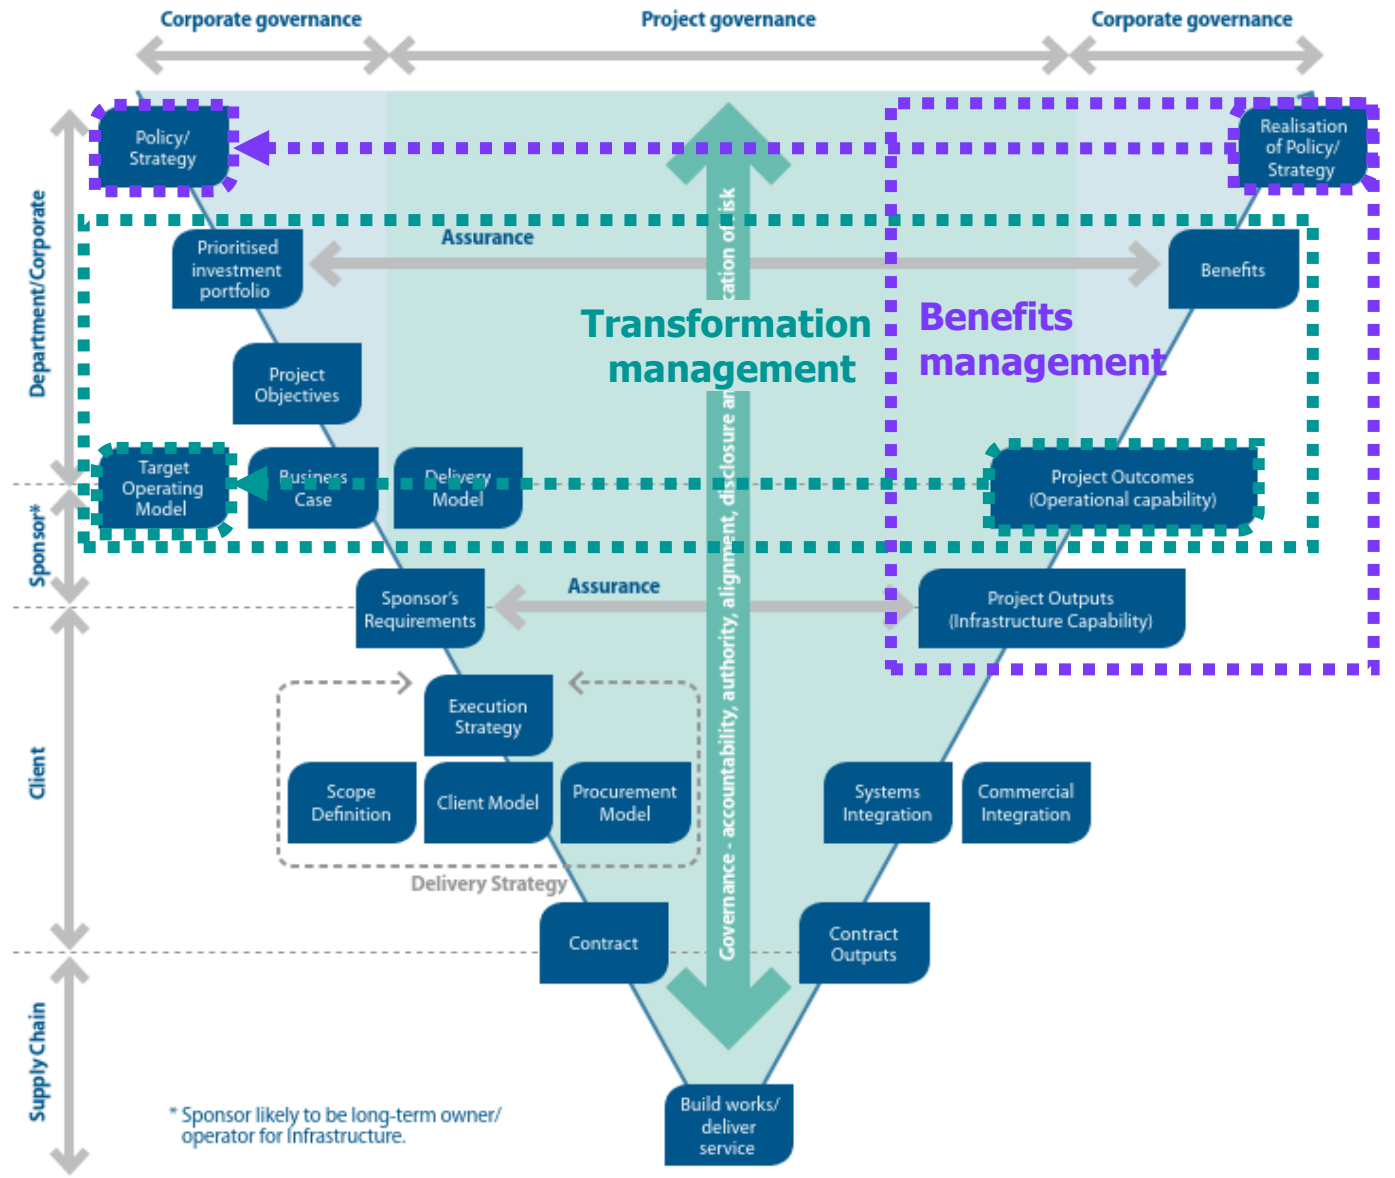 Corporate governance
Project governance
Corporate governance
Policy/
Strategy
Realisation
of Policy/
Strategy
Department/Corporate
Prioritised
investment
portfolio
Assurance
Benefits
Transformation
management
Benefits
management
Project
Objectives
Target
Operating
Model
Business
Case
Delivery
Model
Project Outcomes
(Operational capability)
Sponsor*
Sponsor's
Requirements
Assurance
Project Outputs
(Infrastructure Capability)
Governance - accountability, authority, alignment, disclosure
Execution
Strategy
Client
Scope
Definition
Client Model
Procurement
Model
Systems
Integration
Commercial
Integration
Delivery Strategy
Contract
Contract
Outputs
Supply Chain
Build works/
deliver
service
* Sponsor likely to be long-term owner/
operator for Infrastructure.